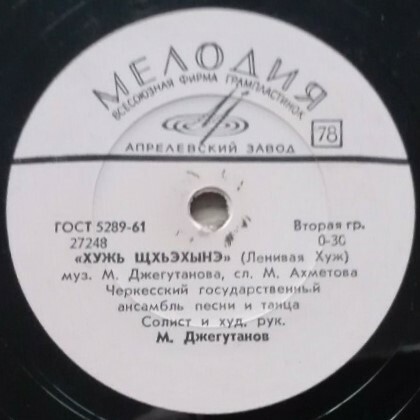 МЕЛОДИЯ
ВСЕСОЮЗНАЯ ФИРМА ГРАМПЛАСТИНОК
78
АПРЕЛЕВСКИЙ ЗАВОД
ГОСТ 5289-61 Вторая гр.
27248 0-30
«ХУЖЬ ЩХЬЭХЫНЭ» (Ленивая Хуж)
муз. М. Джегутанова, сл. М. Ахметова
Черкесский государственный
ансамбль песни и танца
Солист и худ. рук.
М. Джегутанов